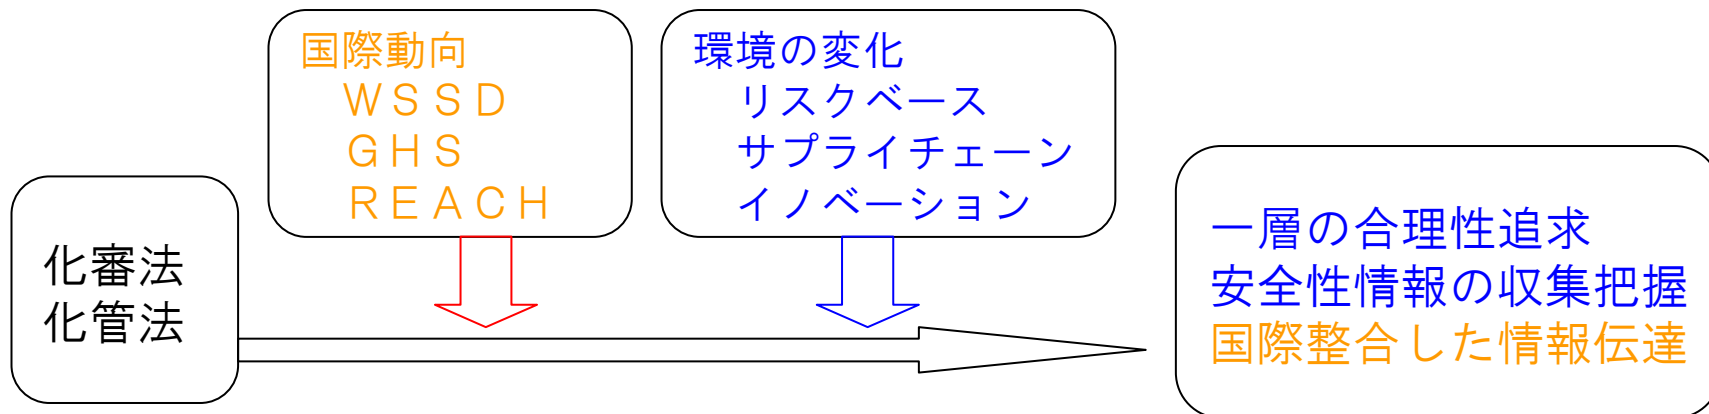 国際動向
ＷＳＳＤ
ＧＨＳ
ＲＥＡＣＨ
環境の変化
リスクベース
サプライチェーン
イノベーション
化審法
化管法
一層の合理性追求
安全性情報の収集把握
国際整合した情報伝達